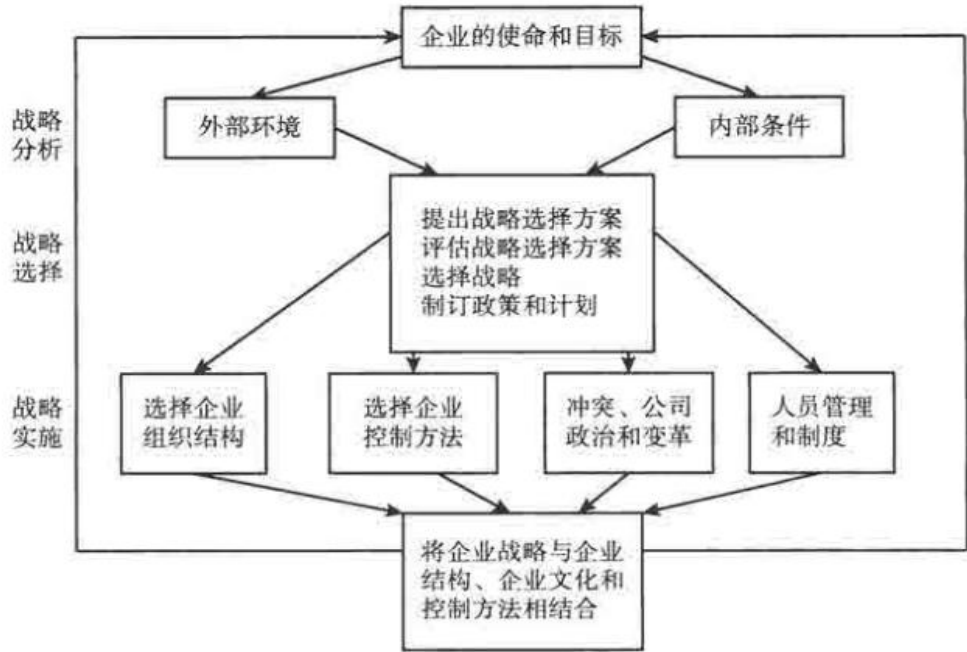 企业的使命和目标
战略
分析
外部环境
内部条件
战略
选择
提出战略选择方案
评估战略选择方案
选择战略
制订政策和计划
战略
实施
选择企业
组织结构
选择企业
控制方法
冲突、公司
政治和变革
人员管理
和制度
将企业战略与企业
结构、企业文化和
控制方法相结合